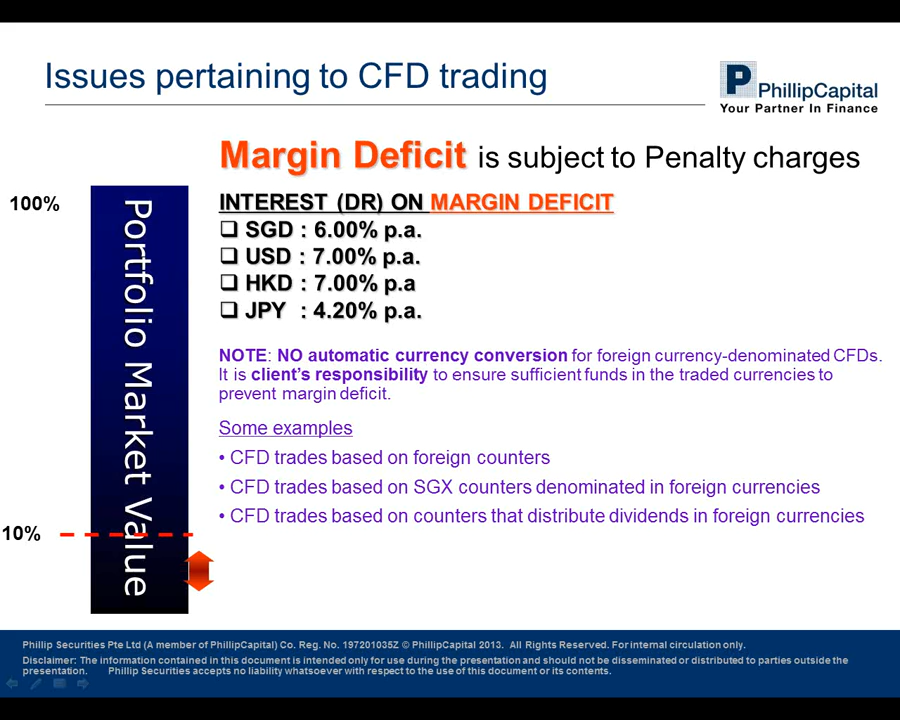 Issues pertaining to CFD trading
P PhillipCapital
Your Partner In Finance
Margin Deficit is subject to Penalty charges
100%
INTEREST (DR) ON MARGIN DEFICIT
SGD : 6.00% p.a.
USD : 7.00% p.a.
HKD : 7.00% p.a
JPY : 4.20% p.a.
Portfolio Market Value
NOTE: NO automatic currency conversion for foreign currency-denominated CFDs.
It is client's responsibility to ensure sufficient funds in the traded currencies to
prevent margin deficit.
Some examples
• CFD trades based on foreign counters
• CFD trades based on SGX counters denominated in foreign currencies
• CFD trades based on counters that distribute dividends in foreign currencies
10%
Phillip Securities Pte Ltd (A member of PhillipCapital) Co. Reg. No. 197201035Z © PhillipCapital 2013. All Rights Reserved. For internal circulation only.
Disclaimer: The information contained in this document is intended only for use during the presentation and should not be disseminated or distributed to parties outside the
presentation. Phillip Securities accepts no liability whatsoever with respect to the use of this document or its contents.